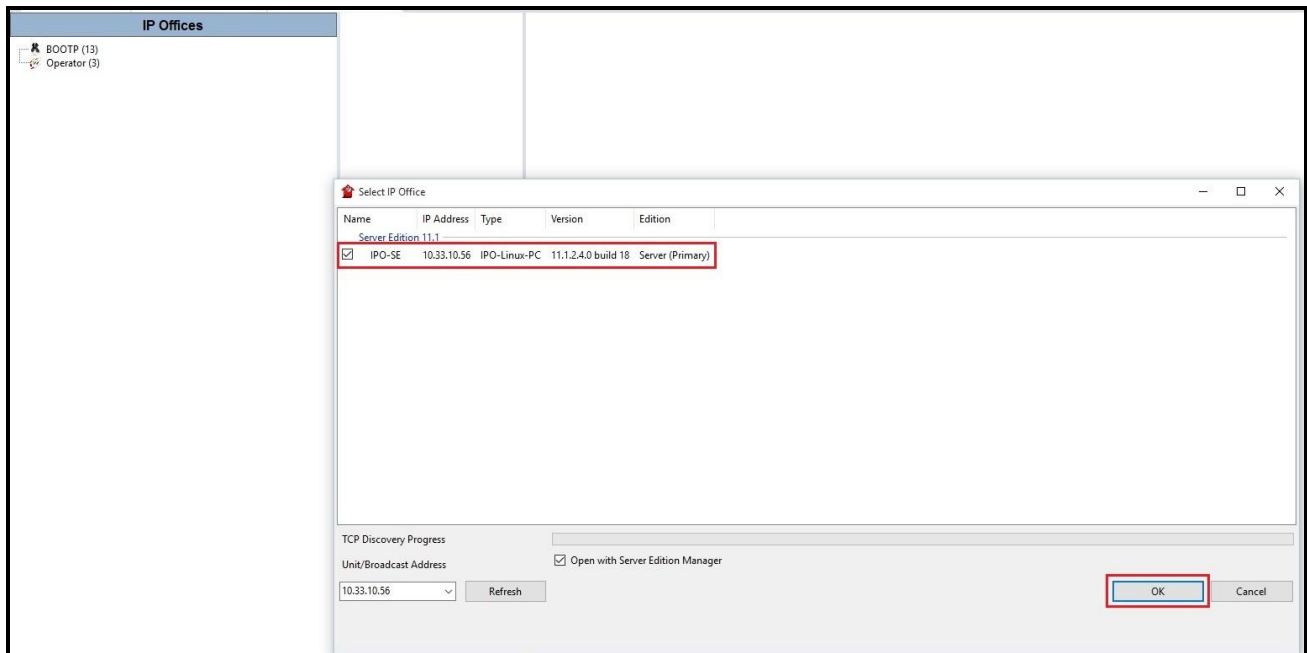 IP Offices
BOOTP (13)
Operator (3)
Select IP Office
Name IP Address Type Version Edition
Server Edition 11.1
IPO-SE 10.33.10.56 IPO-Linux-PC 11.1.2.4.0 build 18 Server (Primary)
TCP Discovery Progress
Unit/Broadcast Address
Open with Server Edition Manager
10.33.10.56 Refresh OK Cancel